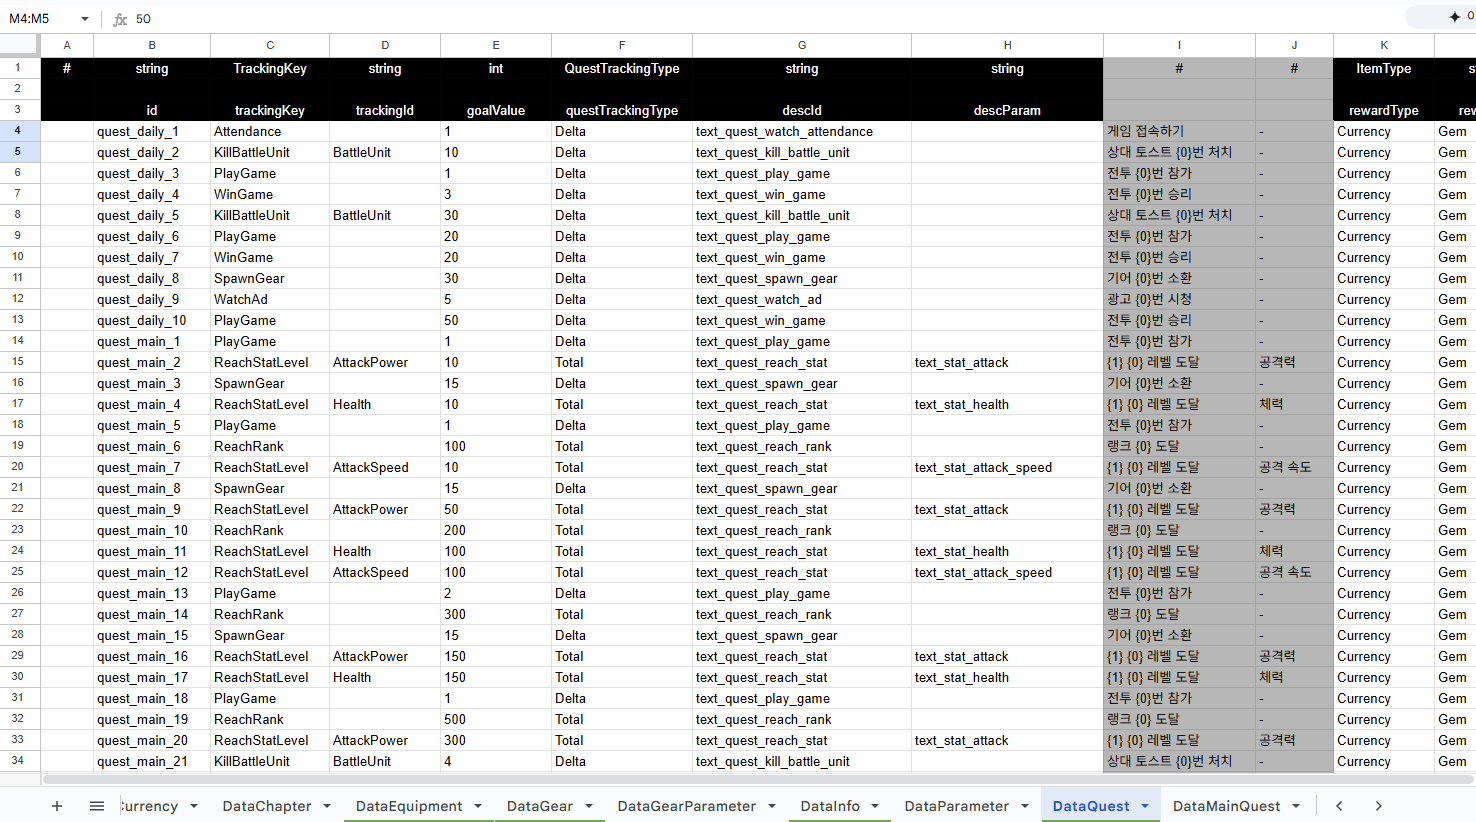 M4:M5 fx 50 0
A B C D E F G H I J K
1 # string TrackingKey string int QuestTrackingType string string # # ItemType
2
3 id trackingKey trackingId goalValue questTrackingType descId descParam rewardType
4 quest_daily_1 Attendance 1 Delta text_quest_watch_attendance 게임 접속하기 - Currency Gem
5 quest_daily_2 KillBattleUnit BattleUnit 10 Delta text_quest_kill_battle_unit 상대 토스트 {0}번 처치 - Currency Gem
6 quest_daily_3 PlayGame 1 Delta text_quest_play_game 전투 {0}번 참가 - Currency Gem
7 quest_daily_4 WinGame 3 Delta text_quest_win_game 전투 {0}번 승리 - Currency Gem
8 quest_daily_5 KillBattleUnit BattleUnit 30 Delta text_quest_kill_battle_unit 상대 토스트 {0}번 처치 - Currency Gem
9 quest_daily_6 PlayGame 20 Delta text_quest_play_game 전투 {0}번 참가 - Currency Gem
10 quest_daily_7 WinGame 20 Delta text_quest_win_game 전투 {0}번 승리 - Currency Gem
11 quest_daily_8 SpawnGear 30 Delta text_quest_spawn_gear 기어 {0}번 소환 - Currency Gem
12 quest_daily_9 WatchAd 5 Delta text_quest_watch_ad 광고 {0}번 시청 - Currency Gem
13 quest_daily_10 PlayGame 50 Delta text_quest_win_game 전투 {0}번 승리 - Currency Gem
14 quest_main_1 PlayGame 1 Delta text_quest_play_game 전투 {0}번 참가 - Currency Gem
15 quest_main_2 ReachStatLevel AttackPower 10 Total text_quest_reach_stat text_stat_attack {1} {0} 레벨 도달 공격력 Currency Gem
16 quest_main_3 SpawnGear 15 Delta text_quest_spawn_gear 기어 {0}번 소환 - Currency Gem
17 quest_main_4 ReachStatLevel Health 10 Total text_quest_reach_stat text_stat_health {1} {0} 레벨 도달 체력 Currency Gem
18 quest_main_5 PlayGame 1 Delta text_quest_play_game 전투 {0}번 참가 - Currency Gem
19 quest_main_6 ReachRank 100 Total text_quest_reach_rank 랭크 {0} 도달 - Currency Gem
20 quest_main_7 ReachStatLevel AttackSpeed 10 Total text_quest_reach_stat text_stat_attack_speed {1} {0} 레벨 도달 공격 속도 Currency Gem
21 quest_main_8 SpawnGear 15 Delta text_quest_spawn_gear 기어 {0}번 소환 - Currency Gem
22 quest_main_9 ReachStatLevel AttackPower 50 Total text_quest_reach_stat text_stat_attack {1} {0} 레벨 도달 공격력 Currency Gem
23 quest_main_10 ReachRank 200 Total text_quest_reach_rank 랭크 {0} 도달 - Currency Gem
24 quest_main_11 ReachStatLevel Health 100 Total text_quest_reach_stat text_stat_health {1} {0} 레벨 도달 체력 Currency Gem
25 quest_main_12 ReachStatLevel AttackSpeed 100 Total text_quest_reach_stat text_stat_attack_speed {1} {0} 레벨 도달 공격 속도 Currency Gem
26 quest_main_13 PlayGame 2 Delta text_quest_play_game 전투 {0}번 참가 - Currency Gem
27 quest_main_14 ReachRank 300 Total text_quest_reach_rank 랭크 {0} 도달 - Currency Gem
28 quest_main_15 SpawnGear 15 Delta text_quest_spawn_gear 기어 {0}번 소환 - Currency Gem
29 quest_main_16 ReachStatLevel AttackPower 150 Total text_quest_reach_stat text_stat_attack {1} {0} 레벨 도달 공격력 Currency Gem
30 quest_main_17 ReachStatLevel Health 150 Total text_quest_reach_stat text_stat_health {1} {0} 레벨 도달 체력 Currency Gem
31 quest_main_18 PlayGame 1 Delta text_quest_play_game 전투 {0}번 참가 - Currency Gem
32 quest_main_19 ReachRank 500 Total text_quest_reach_rank 랭크 {0} 도달 - Currency Gem
33 quest_main_20 ReachStatLevel AttackPower 300 Total text_quest_reach_stat text_stat_attack {1} {0} 레벨 도달 공격력 Currency Gem
34 quest_main_21 KillBattleUnit BattleUnit 4 Delta text_quest_kill_battle_unit 상대 토스트 {0}번 처치 - Currency Gem
urrency DataChapter DataEquipment DataGear DataGearParameter DataInfo DataParameter DataQuest DataMainQuest